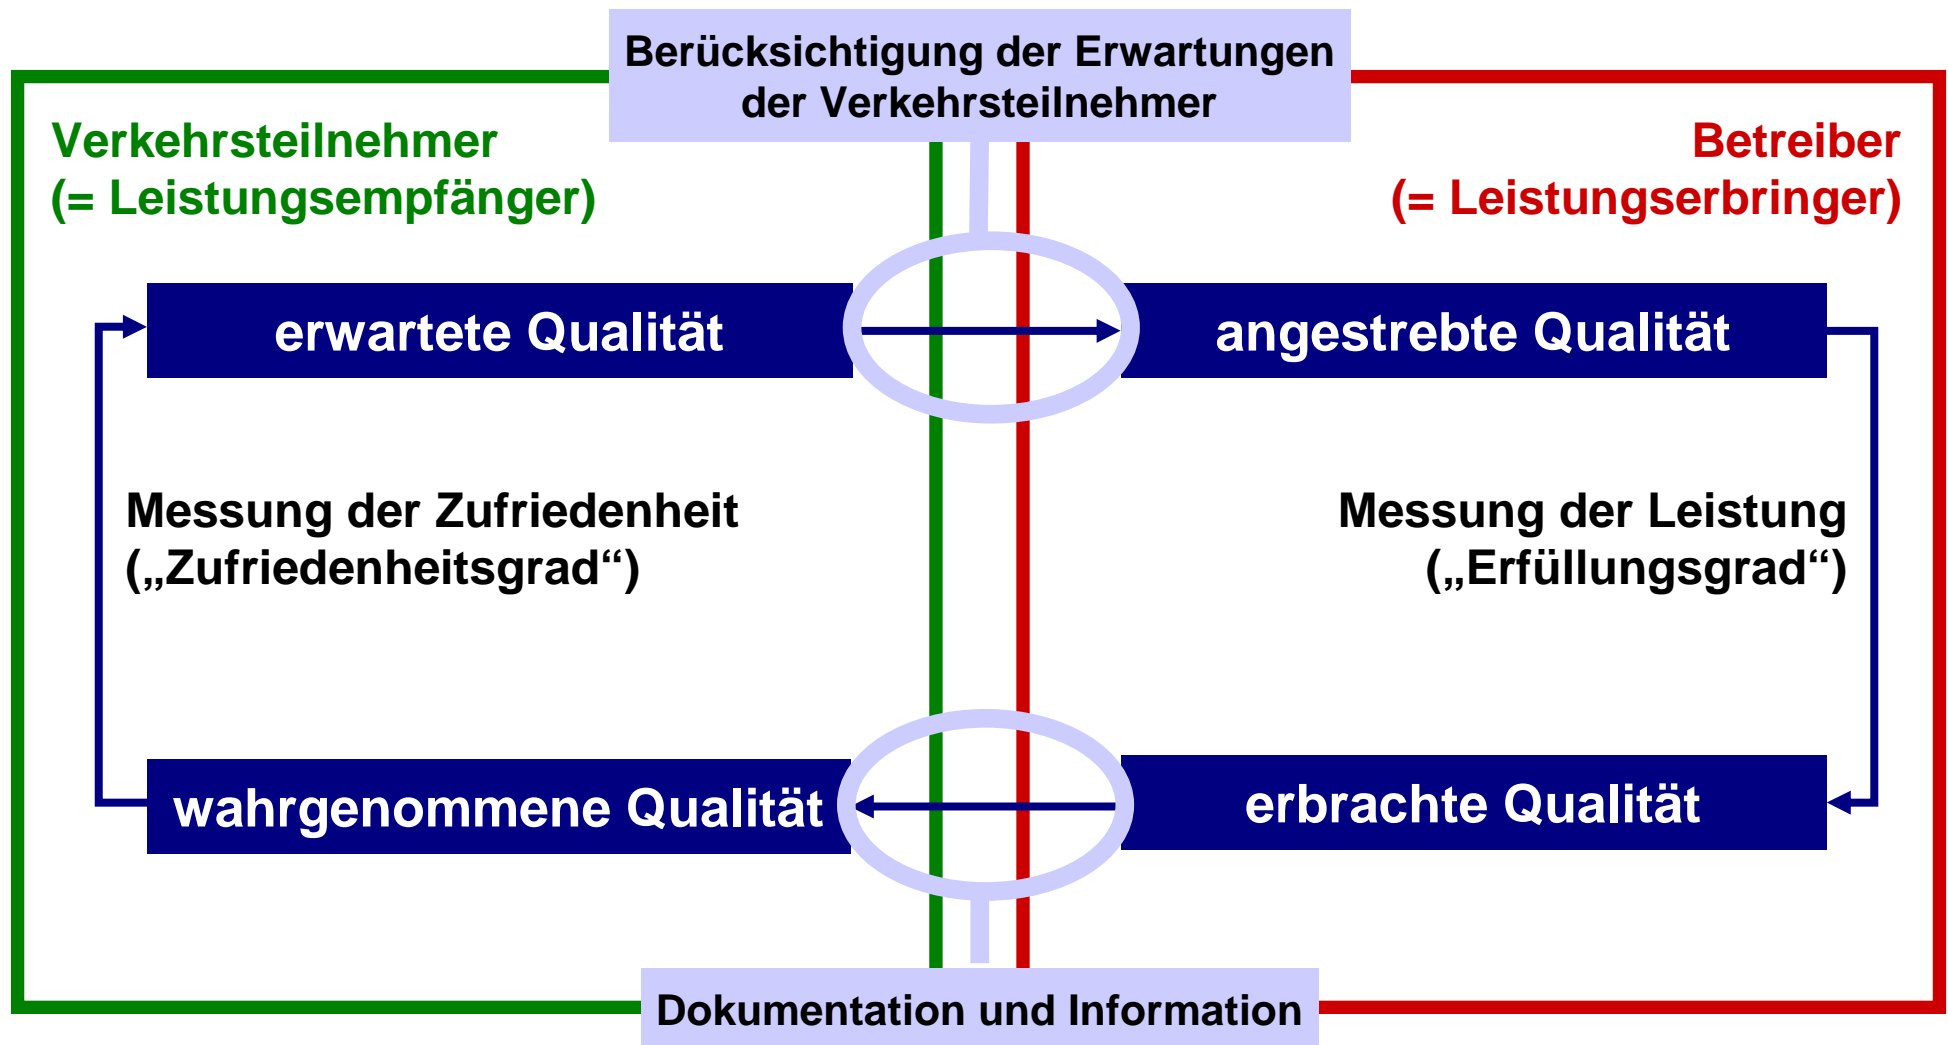 Berücksichtigung der Erwartungen
der Verkehrsteilnehmer
Verkehrsteilnehmer
(= Leistungsempfänger)
Betreiber
(= Leistungserbringer)
erwartete Qualität
angestrebte Qualität
Messung der Zufriedenheit
(„Zufriedenheitsgrad“)
Messung der Leistung
(„Erfüllungsgrad“)
wahrgenommene Qualität
erbrachte Qualität
Dokumentation und Information